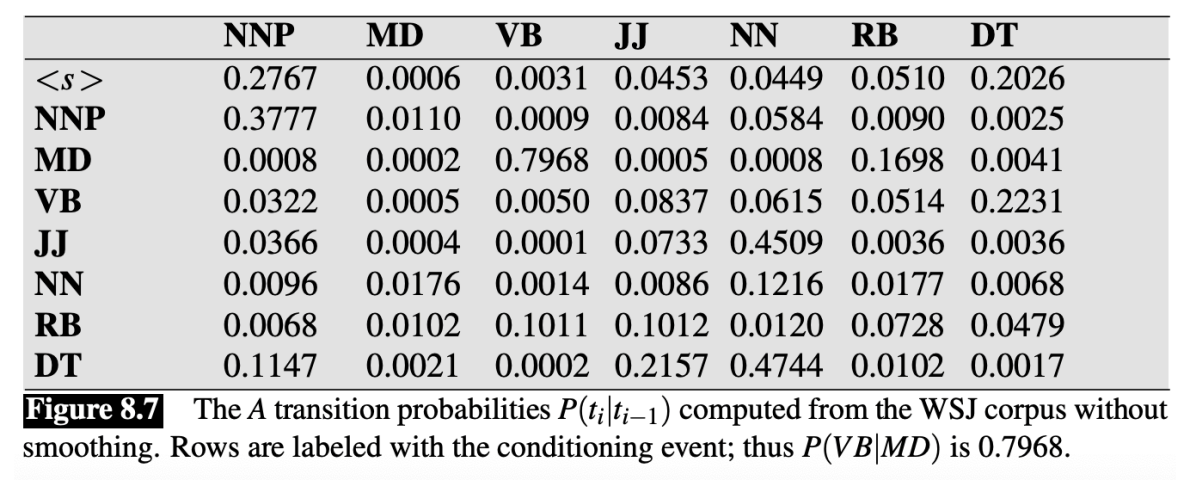 NNP MD VB JJ NN RB DT
<s> 0.2767 0.0006 0.0031 0.0453 0.0449 0.0510 0.2026
NNP 0.3777 0.0110 0.0009 0.0084 0.0584 0.0090 0.0025
MD 0.0008 0.0002 0.7968 0.0005 0.0008 0.1698 0.0041
VB 0.0322 0.0005 0.0050 0.0837 0.0615 0.0514 0.2231
JJ 0.0366 0.0004 0.0001 0.0733 0.4509 0.0036 0.0036
NN 0.0096 0.0176 0.0014 0.0086 0.1216 0.0177 0.0068
RB 0.0068 0.0102 0.1011 0.1012 0.0120 0.0728 0.0479
DT 0.1147 0.0021 0.0002 0.2157 0.4744 0.0102 0.0017
Figure 8.7 The A transition probabilities P(tᵢ|tᵢ₋₁) computed from the WSJ corpus without
smoothing. Rows are labeled with the conditioning event; thus P(VB|MD) is 0.7968.